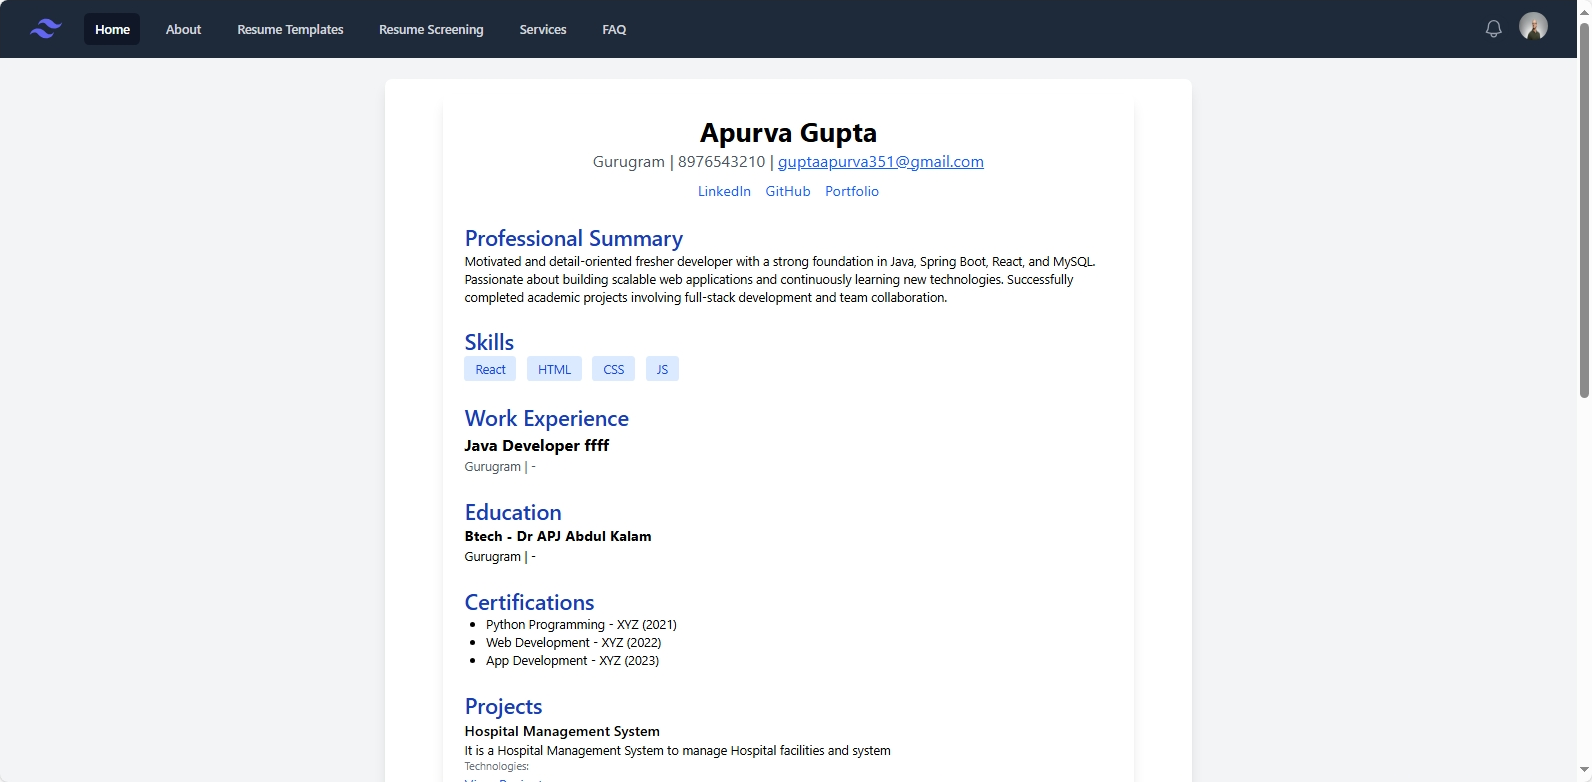 Home About Resume Templates Resume Screening Services FAQ
Apurva Gupta
Gurugram | 8976543210 | guptaapurva351@gmail.com
LinkedIn GitHub Portfolio
Professional Summary
Motivated and detail-oriented fresher developer with a strong foundation in Java, Spring Boot, React, and MySQL.
Passionate about building scalable web applications and continuously learning new technologies. Successfully
completed academic projects involving full-stack development and team collaboration.
Skills
React HTML CSS JS
Work Experience
Java Developer ffff
Gurugram | -
Education
Btech - Dr APJ Abdul Kalam
Gurugram | -
Certifications
• Python Programming - XYZ (2021)
• Web Development - XYZ (2022)
• App Development - XYZ (2023)
Projects
Hospital Management System
It is a Hospital Management System to manage Hospital facilities and system
Technologies: